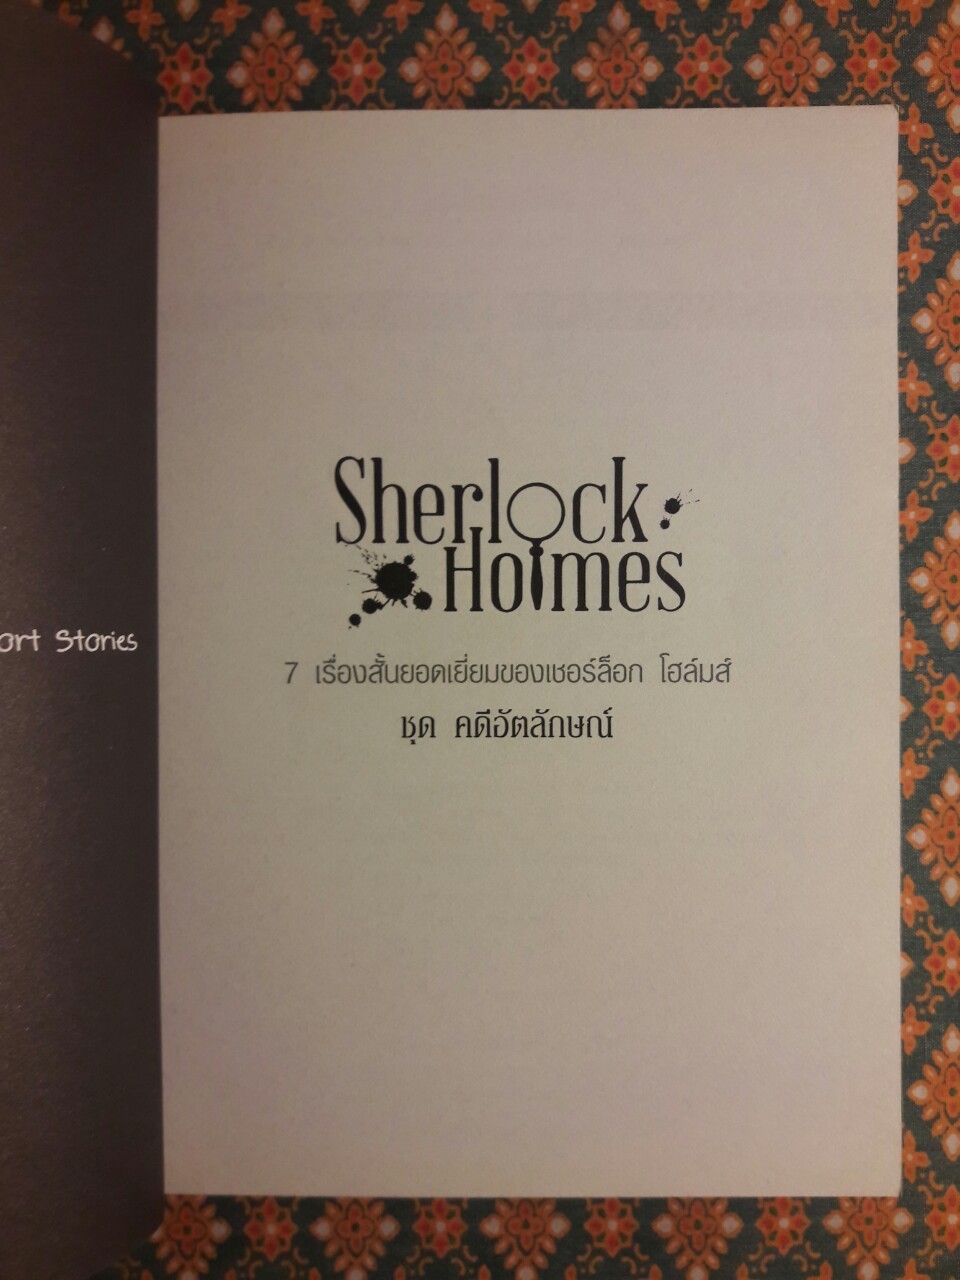 Sherlock
Holmes
ort Stories
7 เรื่องสั้นยอดเยี่ยมของเชอร์ล็อก โฮล์มส์
ชุด คดีอัตลักษณ์